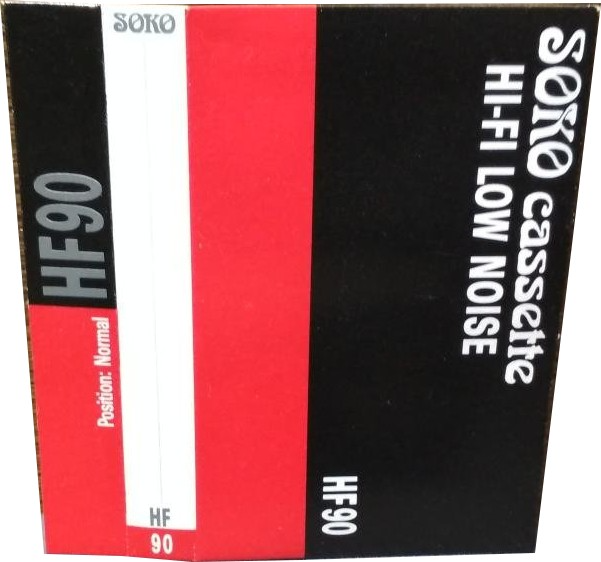 SOKO cassette
HI-FI LOW NOISE
HF90
SOKO
HF
90
HF90
Position: Normal